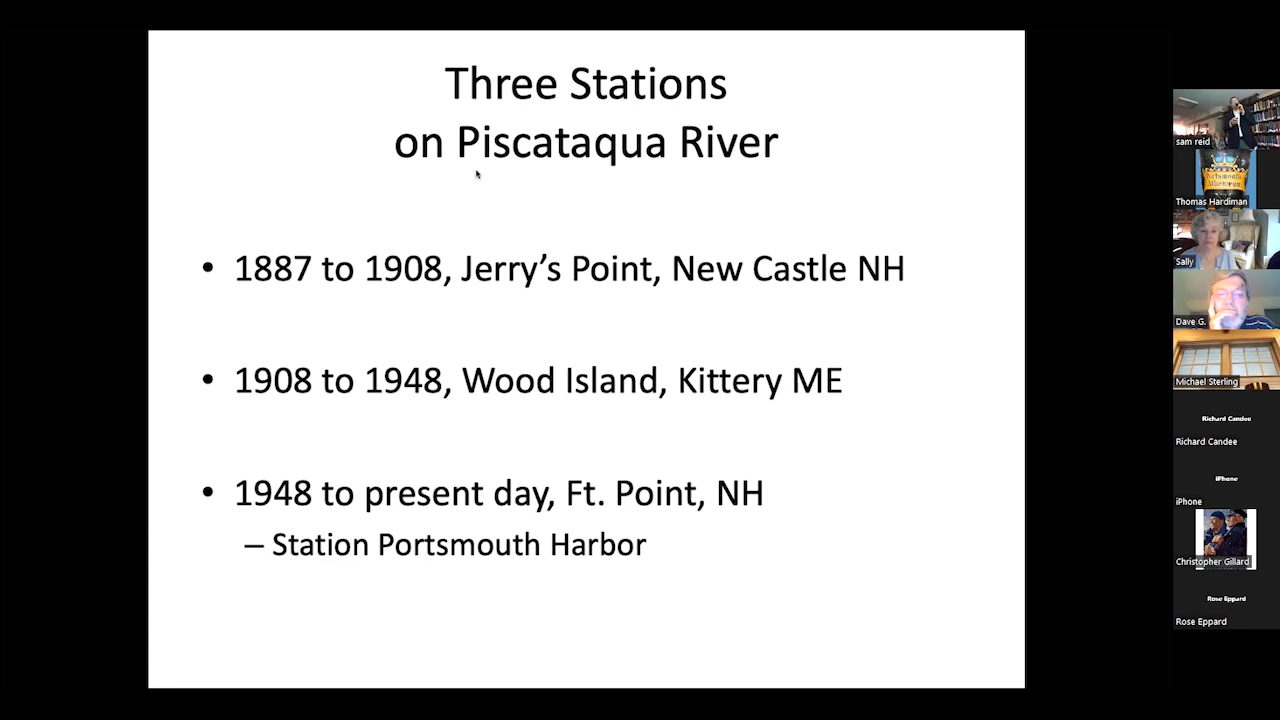 Three Stations
on Piscataqua River
• 1887 to 1908, Jerry’s Point, New Castle NH
• 1908 to 1948, Wood Island, Kittery ME
• 1948 to present day, Ft. Point, NH
– Station Portsmouth Harbor
sam reid
Portsmouth
Athenæum
Thomas Hardiman
Sally
Dave G.
Michael Sterling
Richard Candee
Richard Candee
iPhone
iPhone
Christopher Gillard
Rose Eppard
Rose Eppard